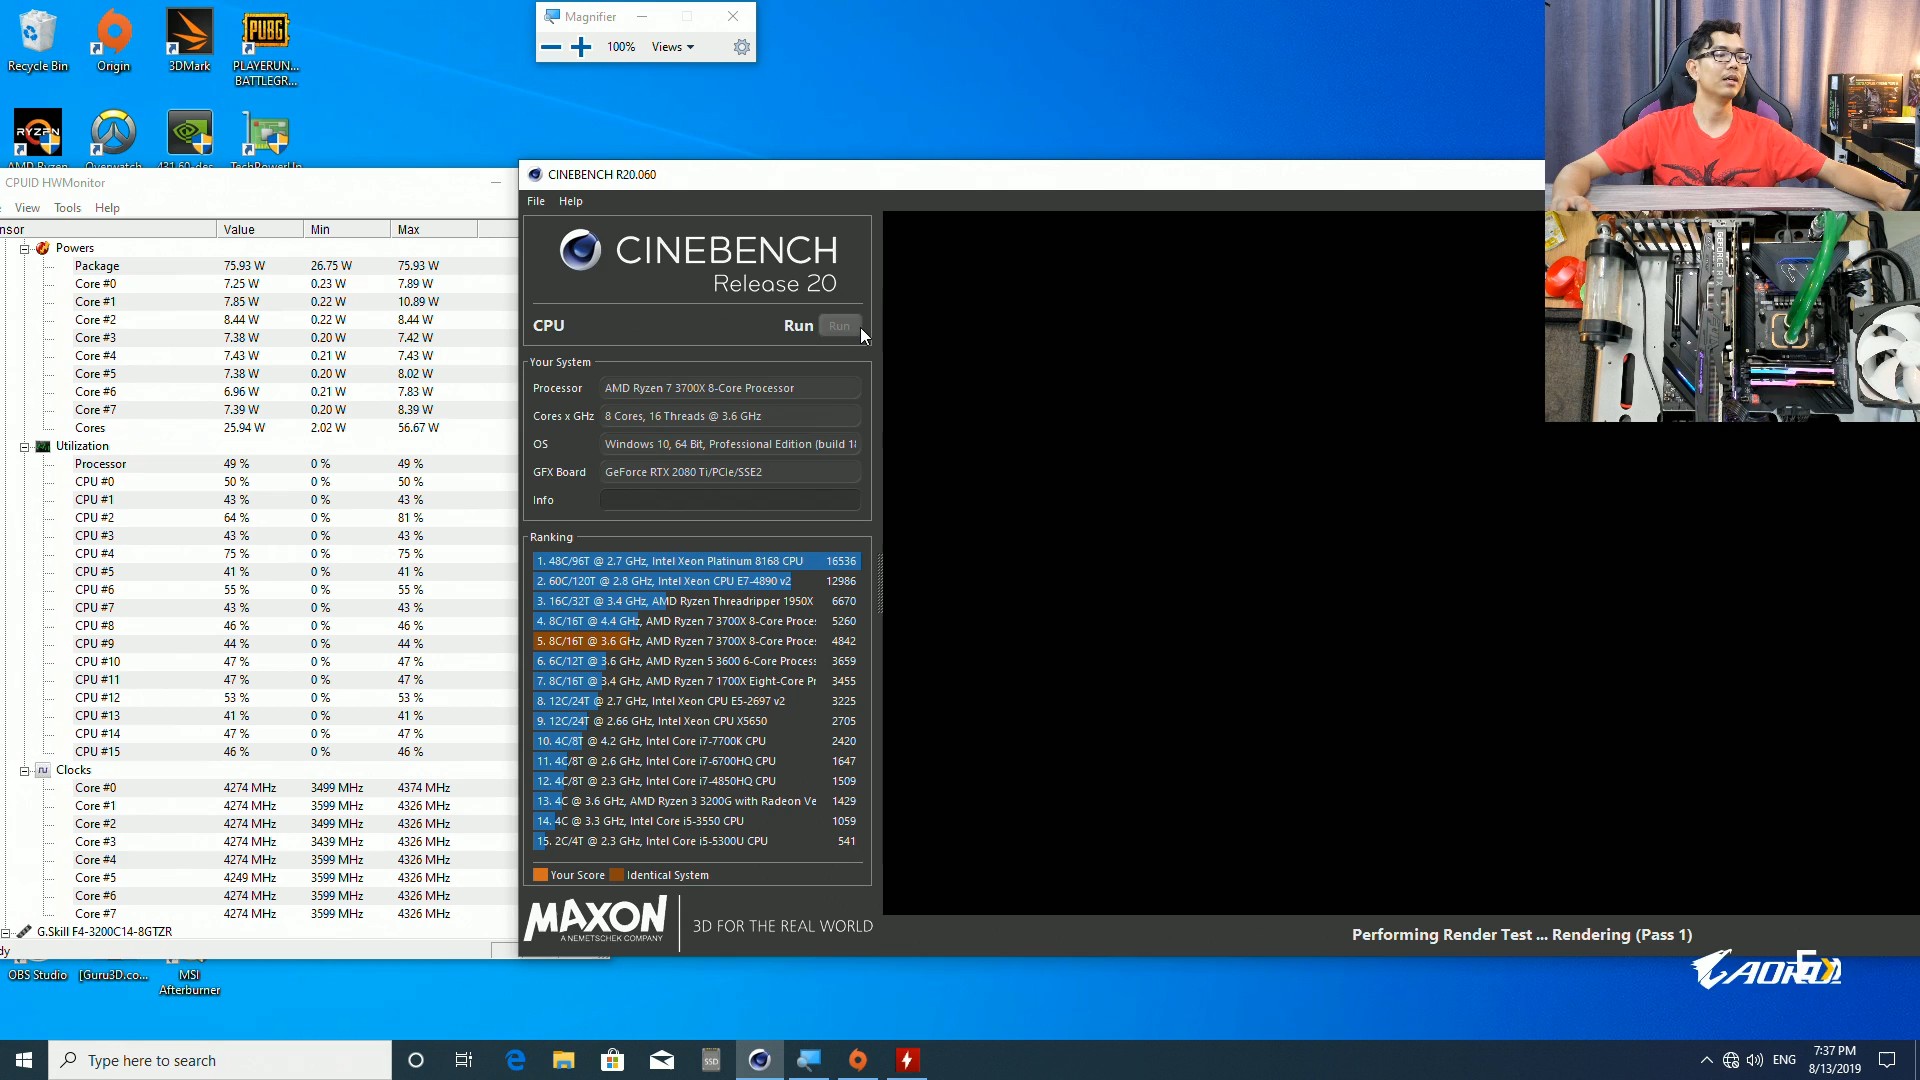 Recycle Bin
Origin
3DMark
PUBG
PLAYERUN...
BATTLEGR...
RYZEN
AMD Ryzen
Overwatch
431.60-des...
TechPowerUp
Magnifier
100% Views
CPUID HWMonitor
View Tools Help
nsor Value Min Max
Powers
Package 75.93 W 26.75 W 75.93 W
Core #0 7.25 W 0.23 W 7.89 W
Core #1 7.85 W 0.22 W 10.89 W
Core #2 8.44 W 0.22 W 8.44 W
Core #3 7.38 W 0.20 W 7.42 W
Core #4 7.43 W 0.21 W 7.43 W
Core #5 7.38 W 0.20 W 8.02 W
Core #6 6.96 W 0.21 W 7.83 W
Core #7 7.39 W 0.20 W 8.39 W
Cores 25.94 W 2.02 W 56.67 W
Utilization
Processor 49 % 0 % 49 %
CPU #0 50 % 0 % 50 %
CPU #1 43 % 0 % 43 %
CPU #2 64 % 0 % 81 %
CPU #3 43 % 0 % 43 %
CPU #4 75 % 0 % 75 %
CPU #5 41 % 0 % 41 %
CPU #6 55 % 0 % 55 %
CPU #7 43 % 0 % 43 %
CPU #8 46 % 0 % 46 %
CPU #9 44 % 0 % 44 %
CPU #10 47 % 0 % 47 %
CPU #11 47 % 0 % 47 %
CPU #12 53 % 0 % 53 %
CPU #13 41 % 0 % 41 %
CPU #14 47 % 0 % 47 %
CPU #15 46 % 0 % 46 %
Clocks
Core #0 4274 MHz 3499 MHz 4374 MHz
Core #1 4274 MHz 3599 MHz 4326 MHz
Core #2 4274 MHz 3499 MHz 4326 MHz
Core #3 4274 MHz 3439 MHz 4326 MHz
Core #4 4274 MHz 3599 MHz 4326 MHz
Core #5 4249 MHz 3599 MHz 4326 MHz
Core #6 4274 MHz 3599 MHz 4326 MHz
Core #7 4274 MHz 3599 MHz 4326 MHz
G.Skill F4-3200C14-8GTZR
dy
CINEBENCH R20.060
File Help
CINEBENCH
Release 20
CPU Run Run
Your System
Processor AMD Ryzen 7 3700X 8-Core Processor
Cores x GHz 8 Cores, 16 Threads @ 3.6 GHz
OS Windows 10, 64 Bit, Professional Edition (build 18
GFX Board GeForce RTX 2080 Ti/PCIe/SSE2
Info
Ranking
1. 48C/96T @ 2.7 GHz, Intel Xeon Platinum 8168 CPU 16536
2. 60C/120T @ 2.8 GHz, Intel Xeon CPU E7-4890 v2 12986
3. 16C/32T @ 3.4 GHz, AMD Ryzen Threadripper 1950X 6670
4. 8C/16T @ 4.4 GHz, AMD Ryzen 7 3700X 8-Core Proce: 5260
5. 8C/16T @ 3.6 GHz, AMD Ryzen 7 3700X 8-Core Proce: 4842
6. 6C/12T @ 3.6 GHz, AMD Ryzen 5 3600 6-Core Process 3659
7. 8C/16T @ 3.4 GHz, AMD Ryzen 7 1700X Eight-Core Pr 3455
8. 12C/24T @ 2.7 GHz, Intel Xeon CPU E5-2697 v2 3225
9. 12C/24T @ 2.66 GHz, Intel Xeon CPU X5650 2705
10. 4C/8T @ 4.2 GHz, Intel Core i7-7700K CPU 2420
11. 4C/8T @ 2.6 GHz, Intel Core i7-6700HQ CPU 1647
12. 4C/8T @ 2.3 GHz, Intel Core i7-4850HQ CPU 1509
13. 4C @ 3.6 GHz, AMD Ryzen 3 3200G with Radeon Ve 1429
14. 4C @ 3.3 GHz, Intel Core i5-3550 CPU 1059
15. 2C/4T @ 2.3 GHz, Intel Core i5-5300U CPU 541
Your Score Identical System
MAXON
A NEMETSCHEK COMPANY
3D FOR THE REAL WORLD
Performing Render Test ... Rendering (Pass 1)
OBS Studio
[Guru3D.co...
MSI
Afterburner
Type here to search
SSD
ENG
7:37 PM
8/13/2019